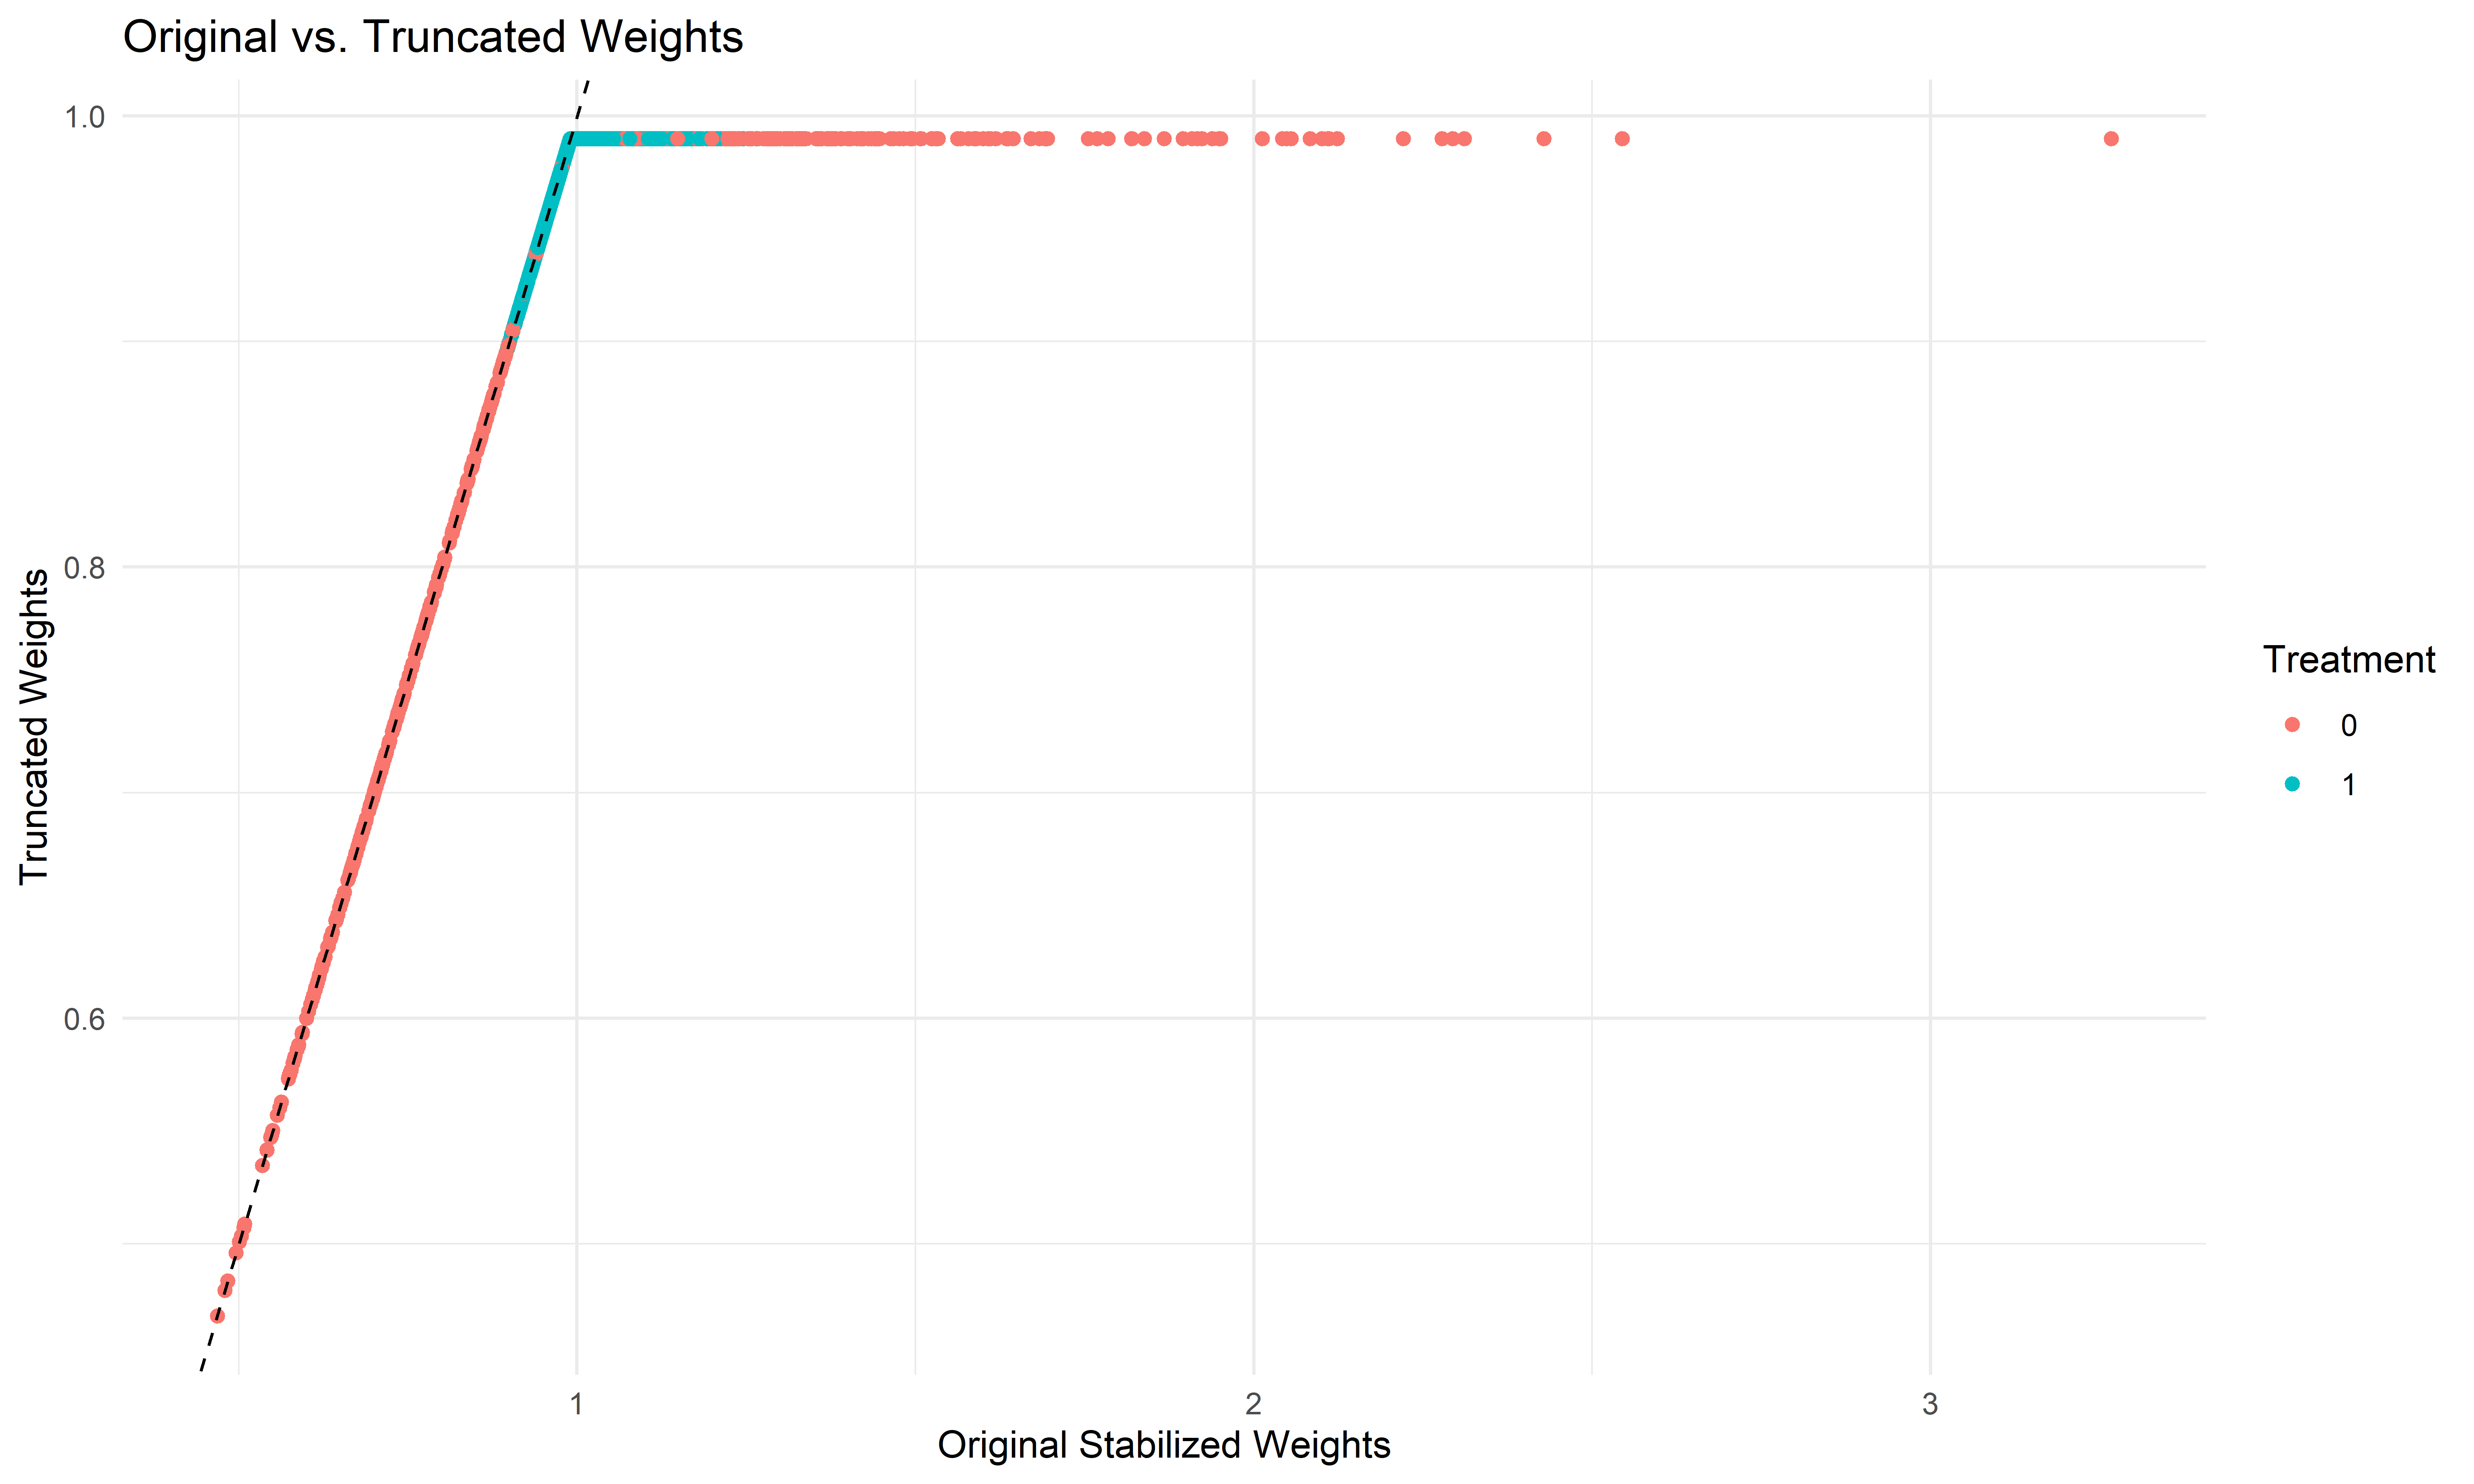 Original vs. Truncated Weights
1.0
0.8
0.6
Truncated Weights
1
2
3
Original Stabilized Weights
Treatment
0
1